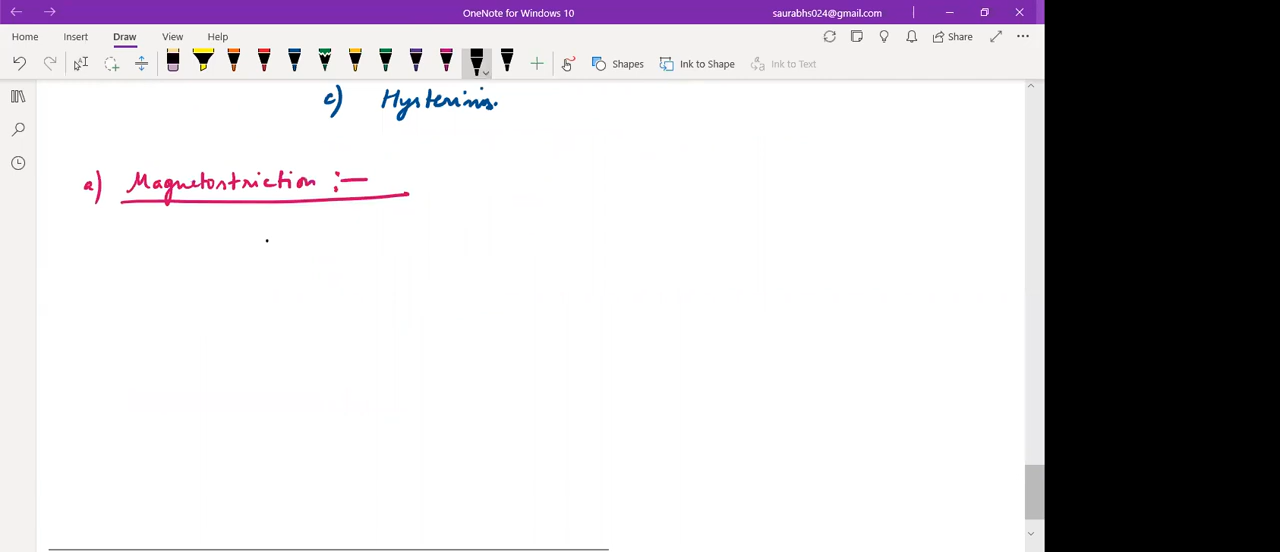 OneNote for Windows 10
saurabhs024@gmail.com
Home Insert Draw View Help
Share
Shapes Ink to Shape Ink to Text
c) Hysterisis.
a) Magnetostriction :—